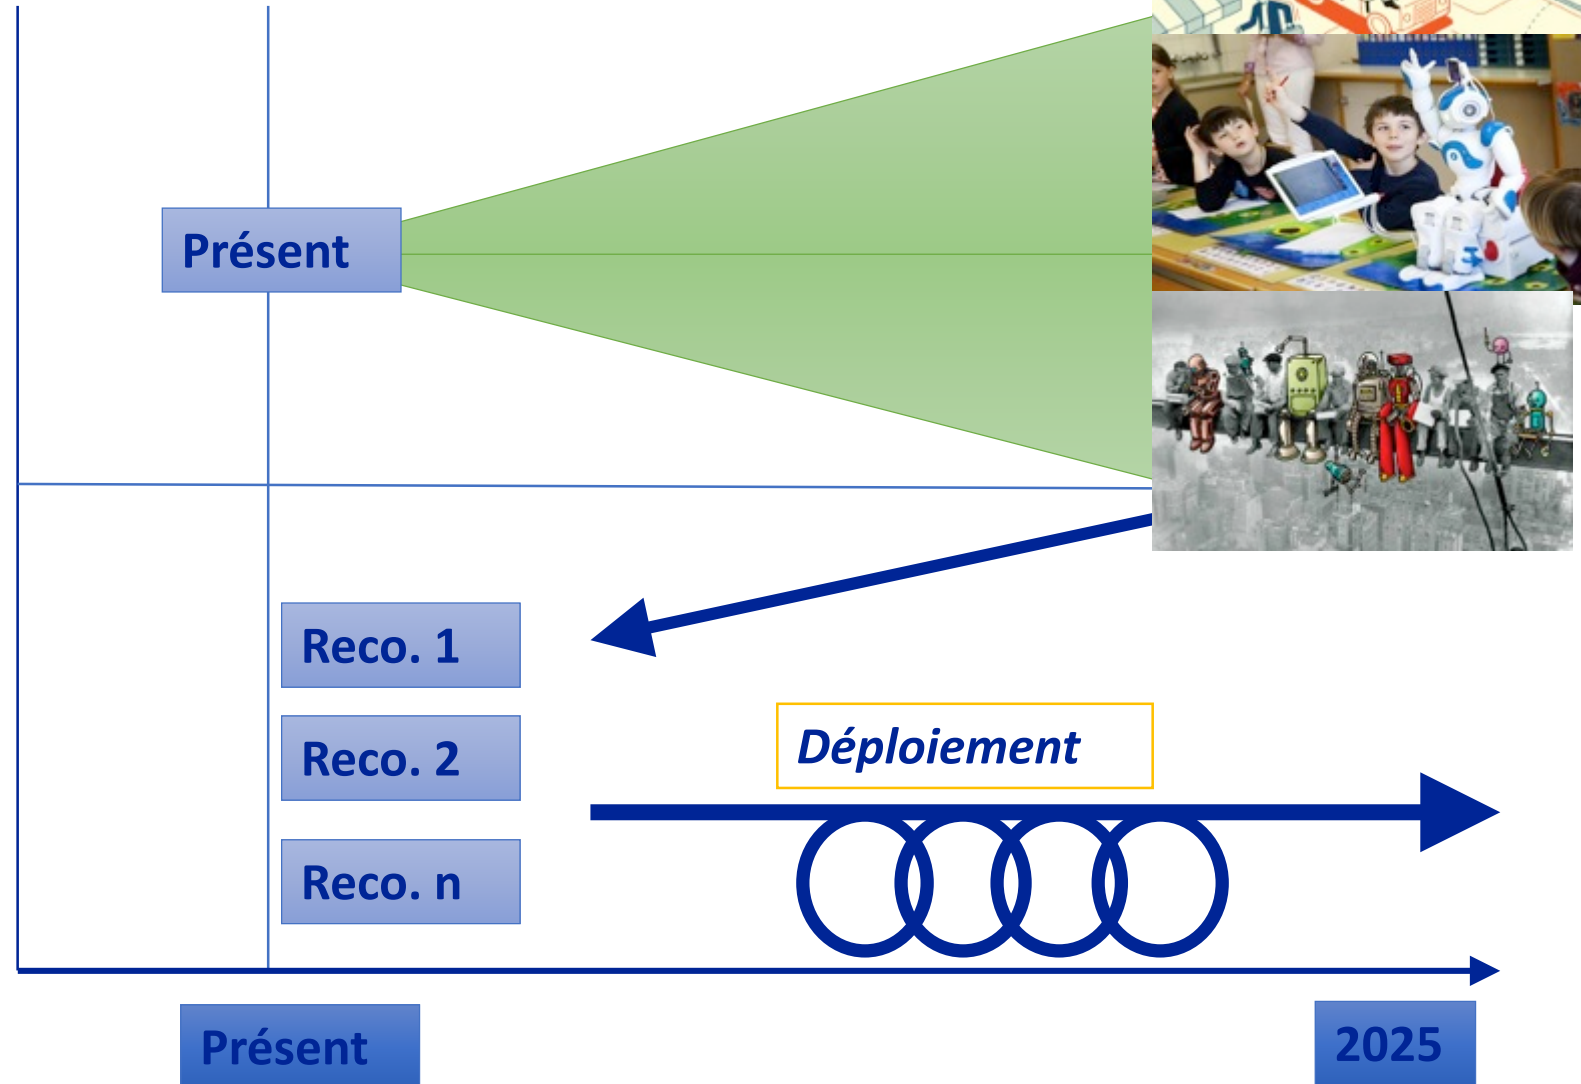 Présent
Reco. 1
Reco. 2
Déploiement
Reco. n
Présent
2025